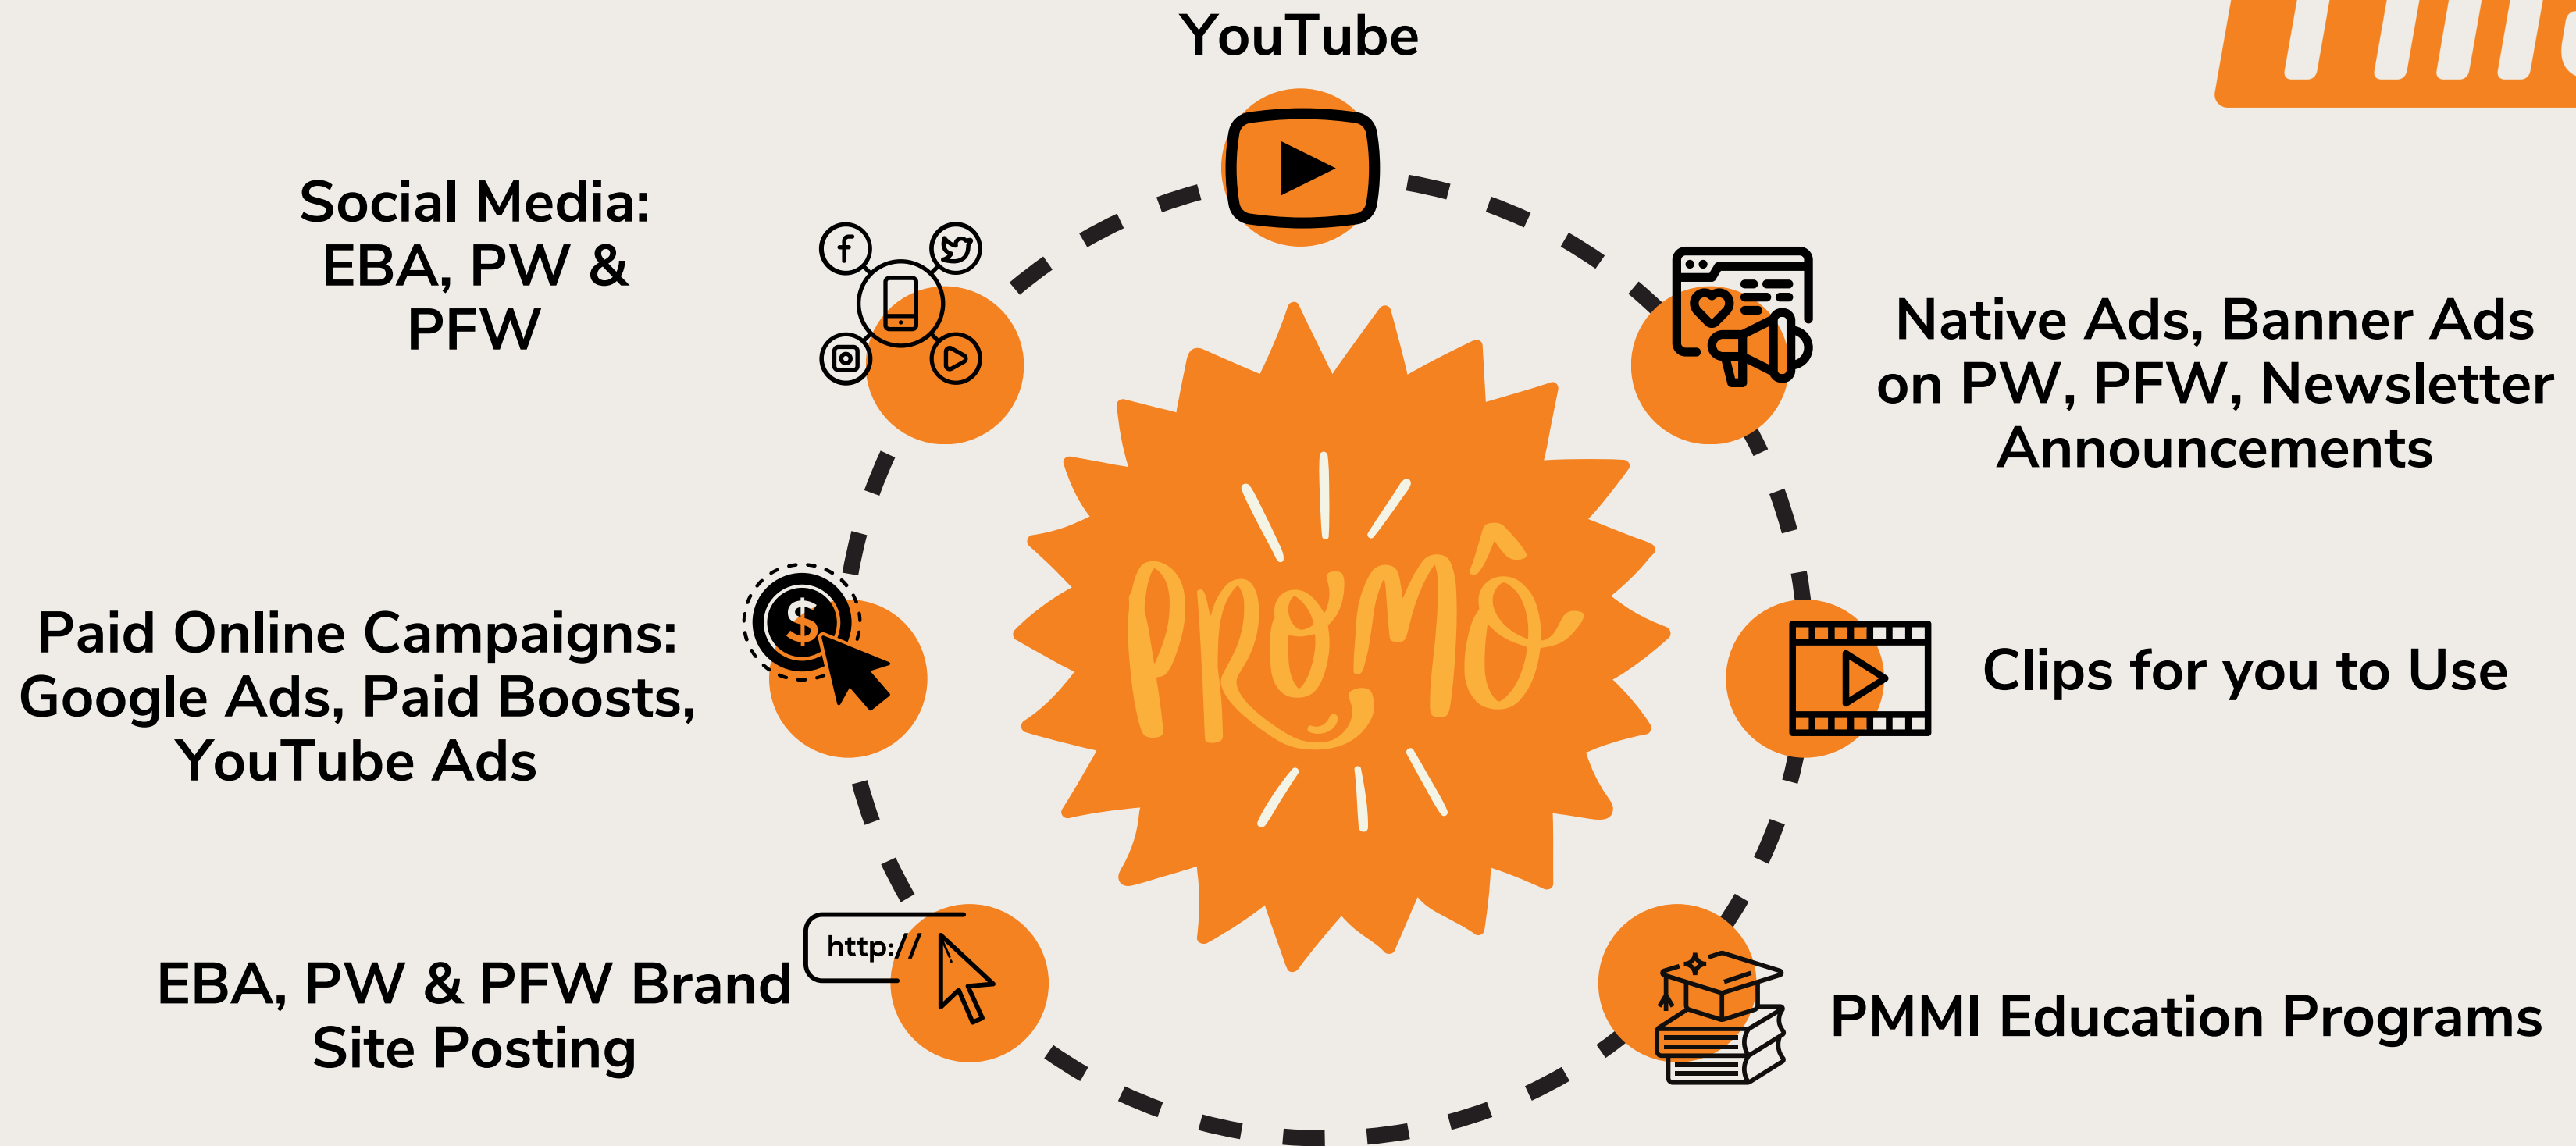 YouTube
Social Media:
EBA, PW &
PFW
Native Ads, Banner Ads
on PW, PFW, Newsletter
Announcements
PROMÔ
Paid Online Campaigns:
Google Ads, Paid Boosts,
YouTube Ads
$
Clips for you to Use
http://
EBA, PW & PFW Brand
Site Posting
PMMI Education Programs